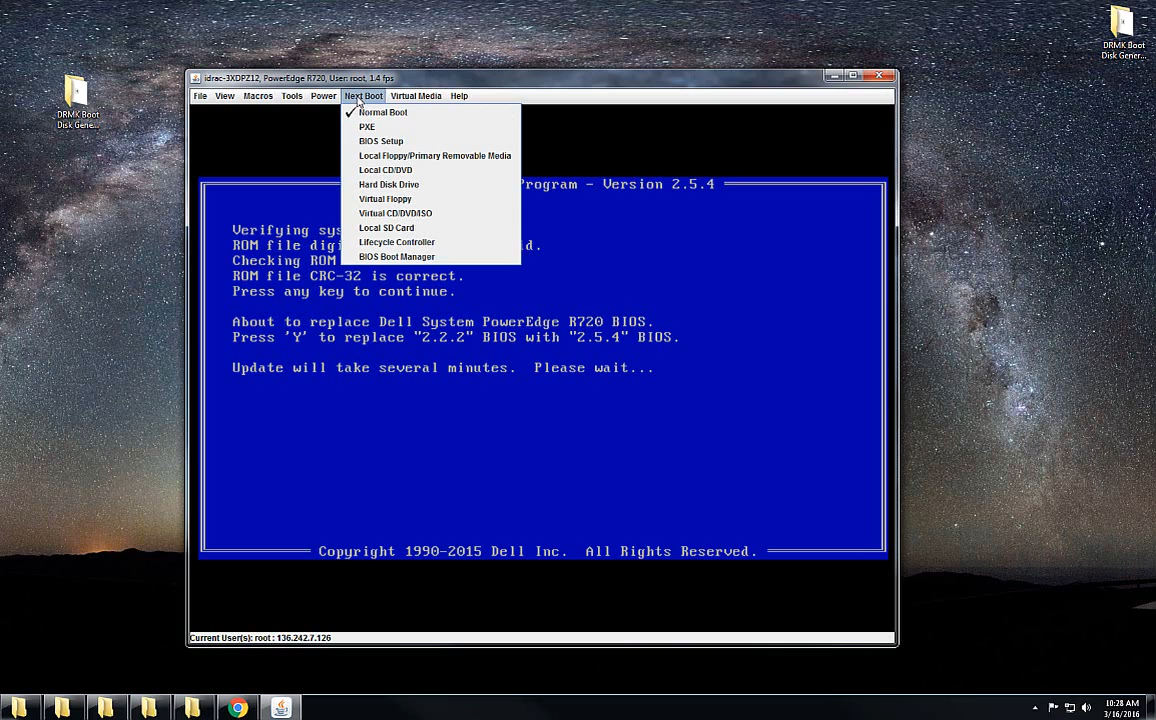 DRMK Boot
Disk Gener...
DRMK Boot
Disk Gene...
idrac-3XDPZ12, PowerEdge R720, User: root, 1.4 fps
File View Macros Tools Power Next Boot Virtual Media Help
Normal Boot
PXE
BIOS Setup
Local Floppy/Primary Removable Media
Local CD/DVD
Hard Disk Drive
Virtual Floppy
Virtual CD/DVD/ISO
Local SD Card
Lifecycle Controller
BIOS Boot Manager
Program - Version 2.5.4
Verifying sys
ROM file digi d.
Checking ROM
ROM file CRC-32 is correct.
Press any key to continue.
About to replace Dell System PowerEdge R720 BIOS.
Press 'Y' to replace "2.2.2" BIOS with "2.5.4" BIOS.
Update will take several minutes. Please wait...
Copyright 1990-2015 Dell Inc. All Rights Reserved.
Current User(s): root : 136.242.7.126
10:28 AM
3/16/2016